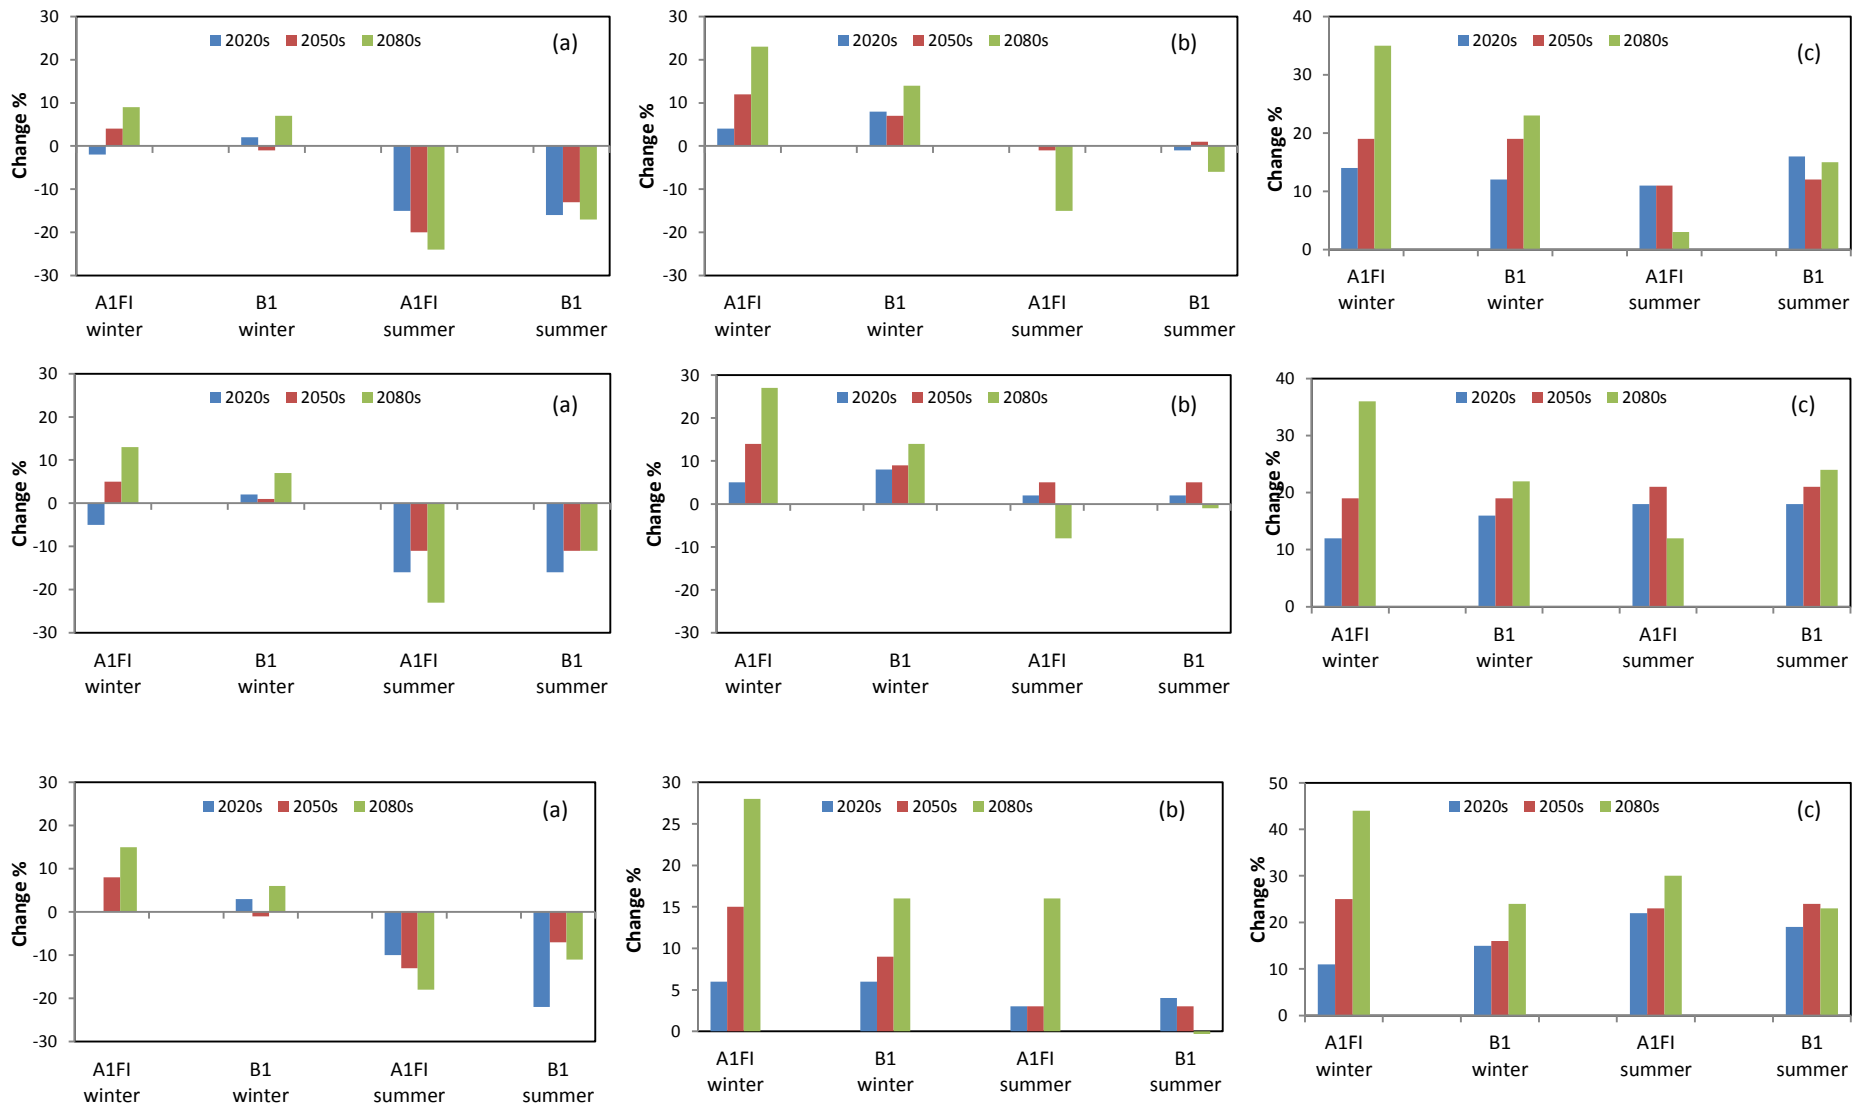 30
20
10
0
-10
-20
-30
Change %
2020s 2050s 2080s
(a)
A1FI winter
B1 winter
A1FI summer
B1 summer
30
20
10
0
-10
-20
-30
Change %
2020s 2050s 2080s
(b)
A1FI winter
B1 winter
A1FI summer
B1 summer
40
30
20
10
0
Change %
2020s 2050s 2080s
(c)
A1FI winter
B1 winter
A1FI summer
B1 summer
30
20
10
0
-10
-20
-30
Change %
2020s 2050s 2080s
(a)
A1FI winter
B1 winter
A1FI summer
B1 summer
30
20
10
0
-10
-20
-30
Change %
2020s 2050s 2080s
(b)
A1FI winter
B1 winter
A1FI summer
B1 summer
40
30
20
10
0
Change %
2020s 2050s 2080s
(c)
A1FI winter
B1 winter
A1FI summer
B1 summer
30
20
10
0
-10
-20
-30
Change %
2020s 2050s 2080s
(a)
A1FI winter
B1 winter
A1FI summer
B1 summer
30
25
20
15
10
5
0
Change %
2020s 2050s 2080s
(b)
A1FI winter
B1 winter
A1FI summer
B1 summer
50
40
30
20
10
0
Change %
2020s 2050s 2080s
(c)
A1FI winter
B1 winter
A1FI summer
B1 summer